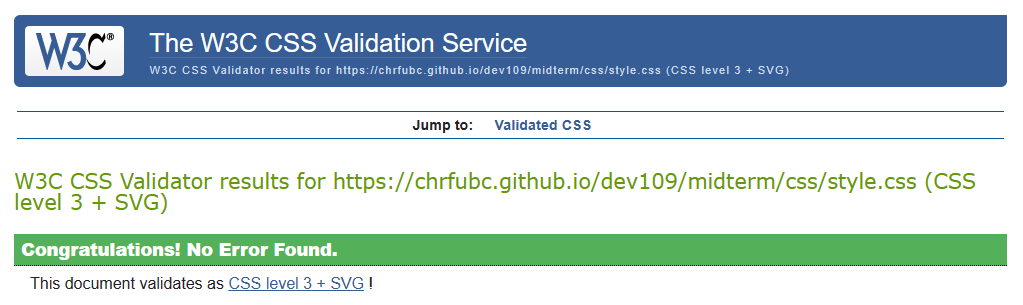 W3C® The W3C CSS Validation Service
W3C CSS Validator results for https://chrfubc.github.io/dev109/midterm/css/style.css (CSS level 3 + SVG)
Jump to: Validated CSS
W3C CSS Validator results for https://chrfubc.github.io/dev109/midterm/css/style.css (CSS
level 3 + SVG)
Congratulations! No Error Found.
This document validates as CSS level 3 + SVG !